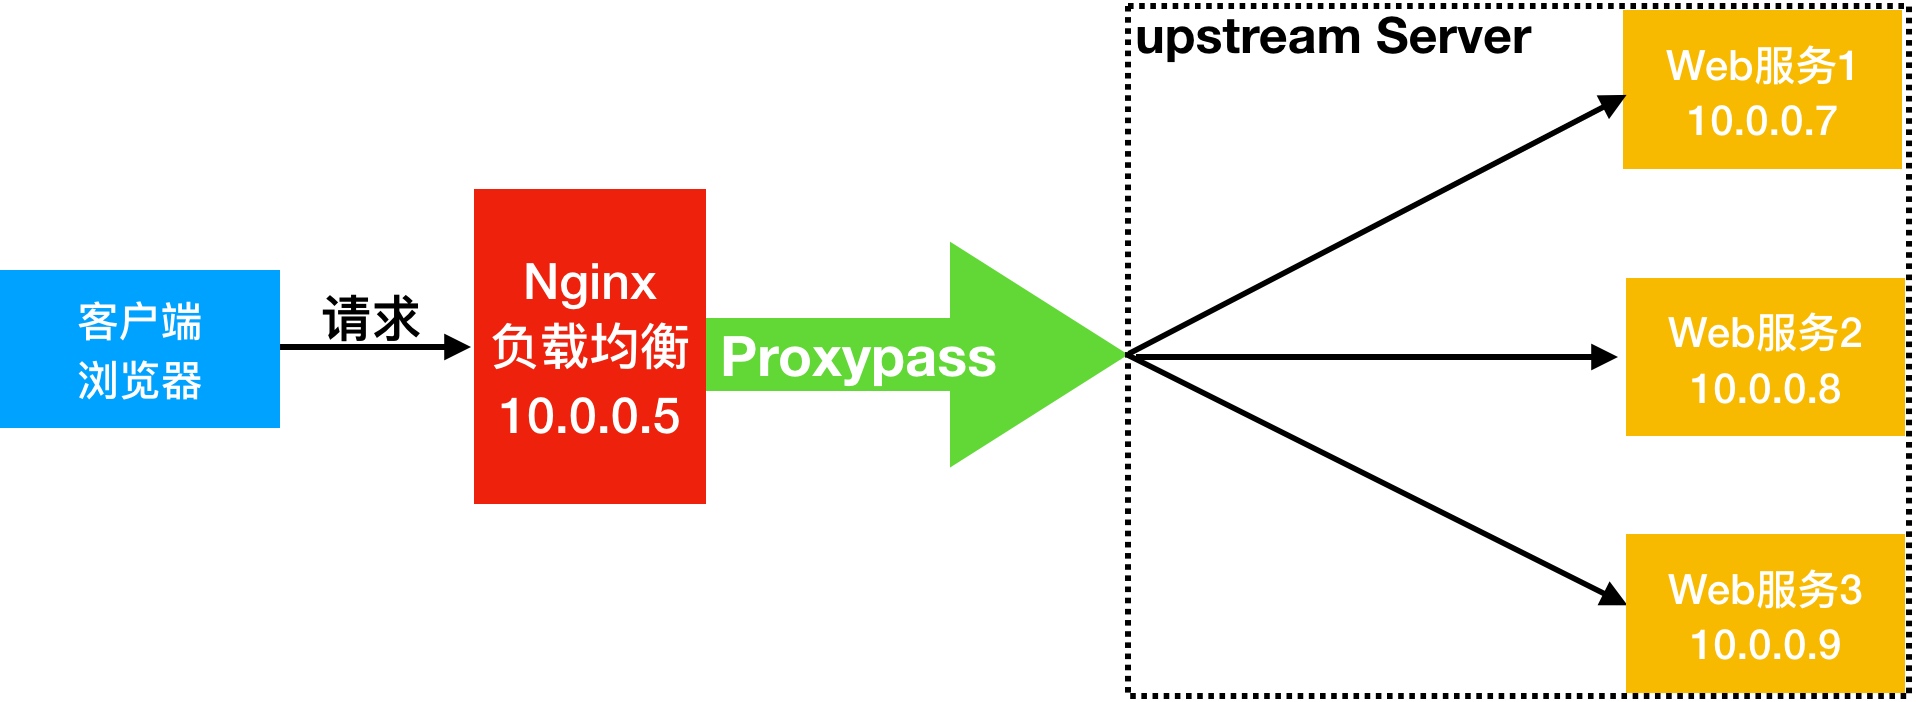 客户端
浏览器
请求
Nginx
负载均衡
10.0.0.5
Proxypass
upstream Server
Web服务1
10.0.0.7
Web服务2
10.0.0.8
Web服务3
10.0.0.9